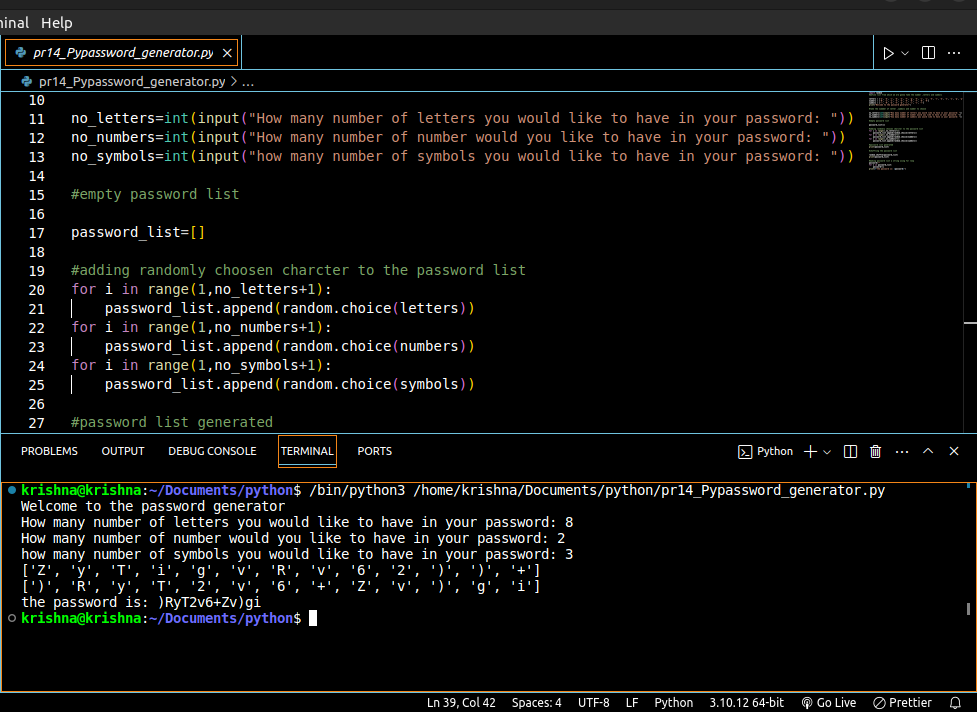 minal Help
pr14_Pypassword_generator.py
pr14_Pypassword_generator.py > ...
10
11 no_letters=int(input("How many number of letters you would like to have in your password: "))
12 no_numbers=int(input("How many number of number would you like to have in your password: "))
13 no_symbols=int(input("how many number of symbols you would like to have in your password: "))
14
15 #empty password list
16
17 password_list=[]
18
19 #adding randomly choosen charcter to the password list
20 for i in range(1,no_letters+1):
21     password_list.append(random.choice(letters))
22 for i in range(1,no_numbers+1):
23     password_list.append(random.choice(numbers))
24 for i in range(1,no_symbols+1):
25     password_list.append(random.choice(symbols))
26
27 #password list generated
PROBLEMS OUTPUT DEBUG CONSOLE TERMINAL PORTS Python
krishna@krishna:~/Documents/python$ /bin/python3 /home/krishna/Documents/python/pr14_Pypassword_generator.py
Welcome to the password generator
How many number of letters you would like to have in your password: 8
How many number of number would you like to have in your password: 2
how many number of symbols you would like to have in your password: 3
['Z', 'y', 'T', 'i', 'g', 'v', 'R', 'v', '6', '2', ')', ')', '+']
[')', 'R', 'y', 'T', '2', 'v', '6', '+', 'Z', 'v', ')', 'g', 'i']
the password is: )RyT2v6+Zv)gi
krishna@krishna:~/Documents/python$
Ln 39, Col 42 Spaces: 4 UTF-8 LF Python 3.10.12 64-bit Go Live Prettier